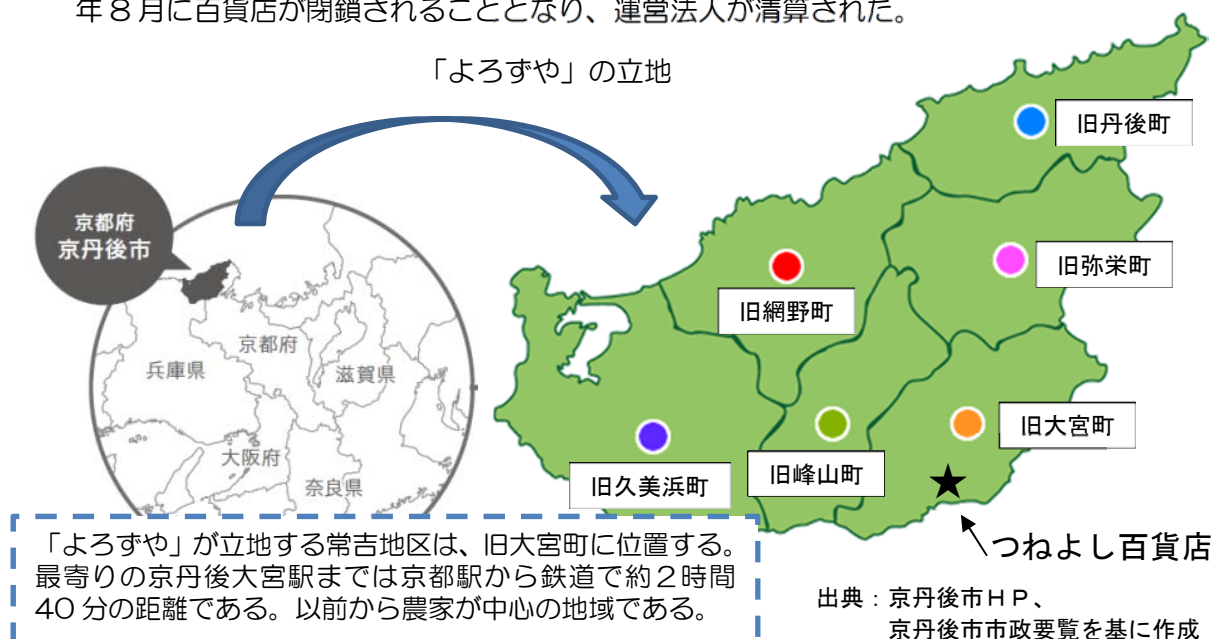 年8月に百貨店が閉鎖されることとなり、運営法人が清算された。
「よろずや」の立地
旧丹後町
京都府
京丹後市
旧弥栄町
旧網野町
京都府
兵庫県
滋賀県
旧大宮町
大阪府
旧峰山町
旧久美浜町
奈良県
つねよし百貨店
「よろずや」が立地する常吉地区は、旧大宮町に位置する。
最寄りの京丹後大宮駅までは京都駅から鉄道で約2時間
40分の距離である。以前から農家が中心の地域である。
出典:京丹後市HP、
京丹後市市政要覧を基に作成